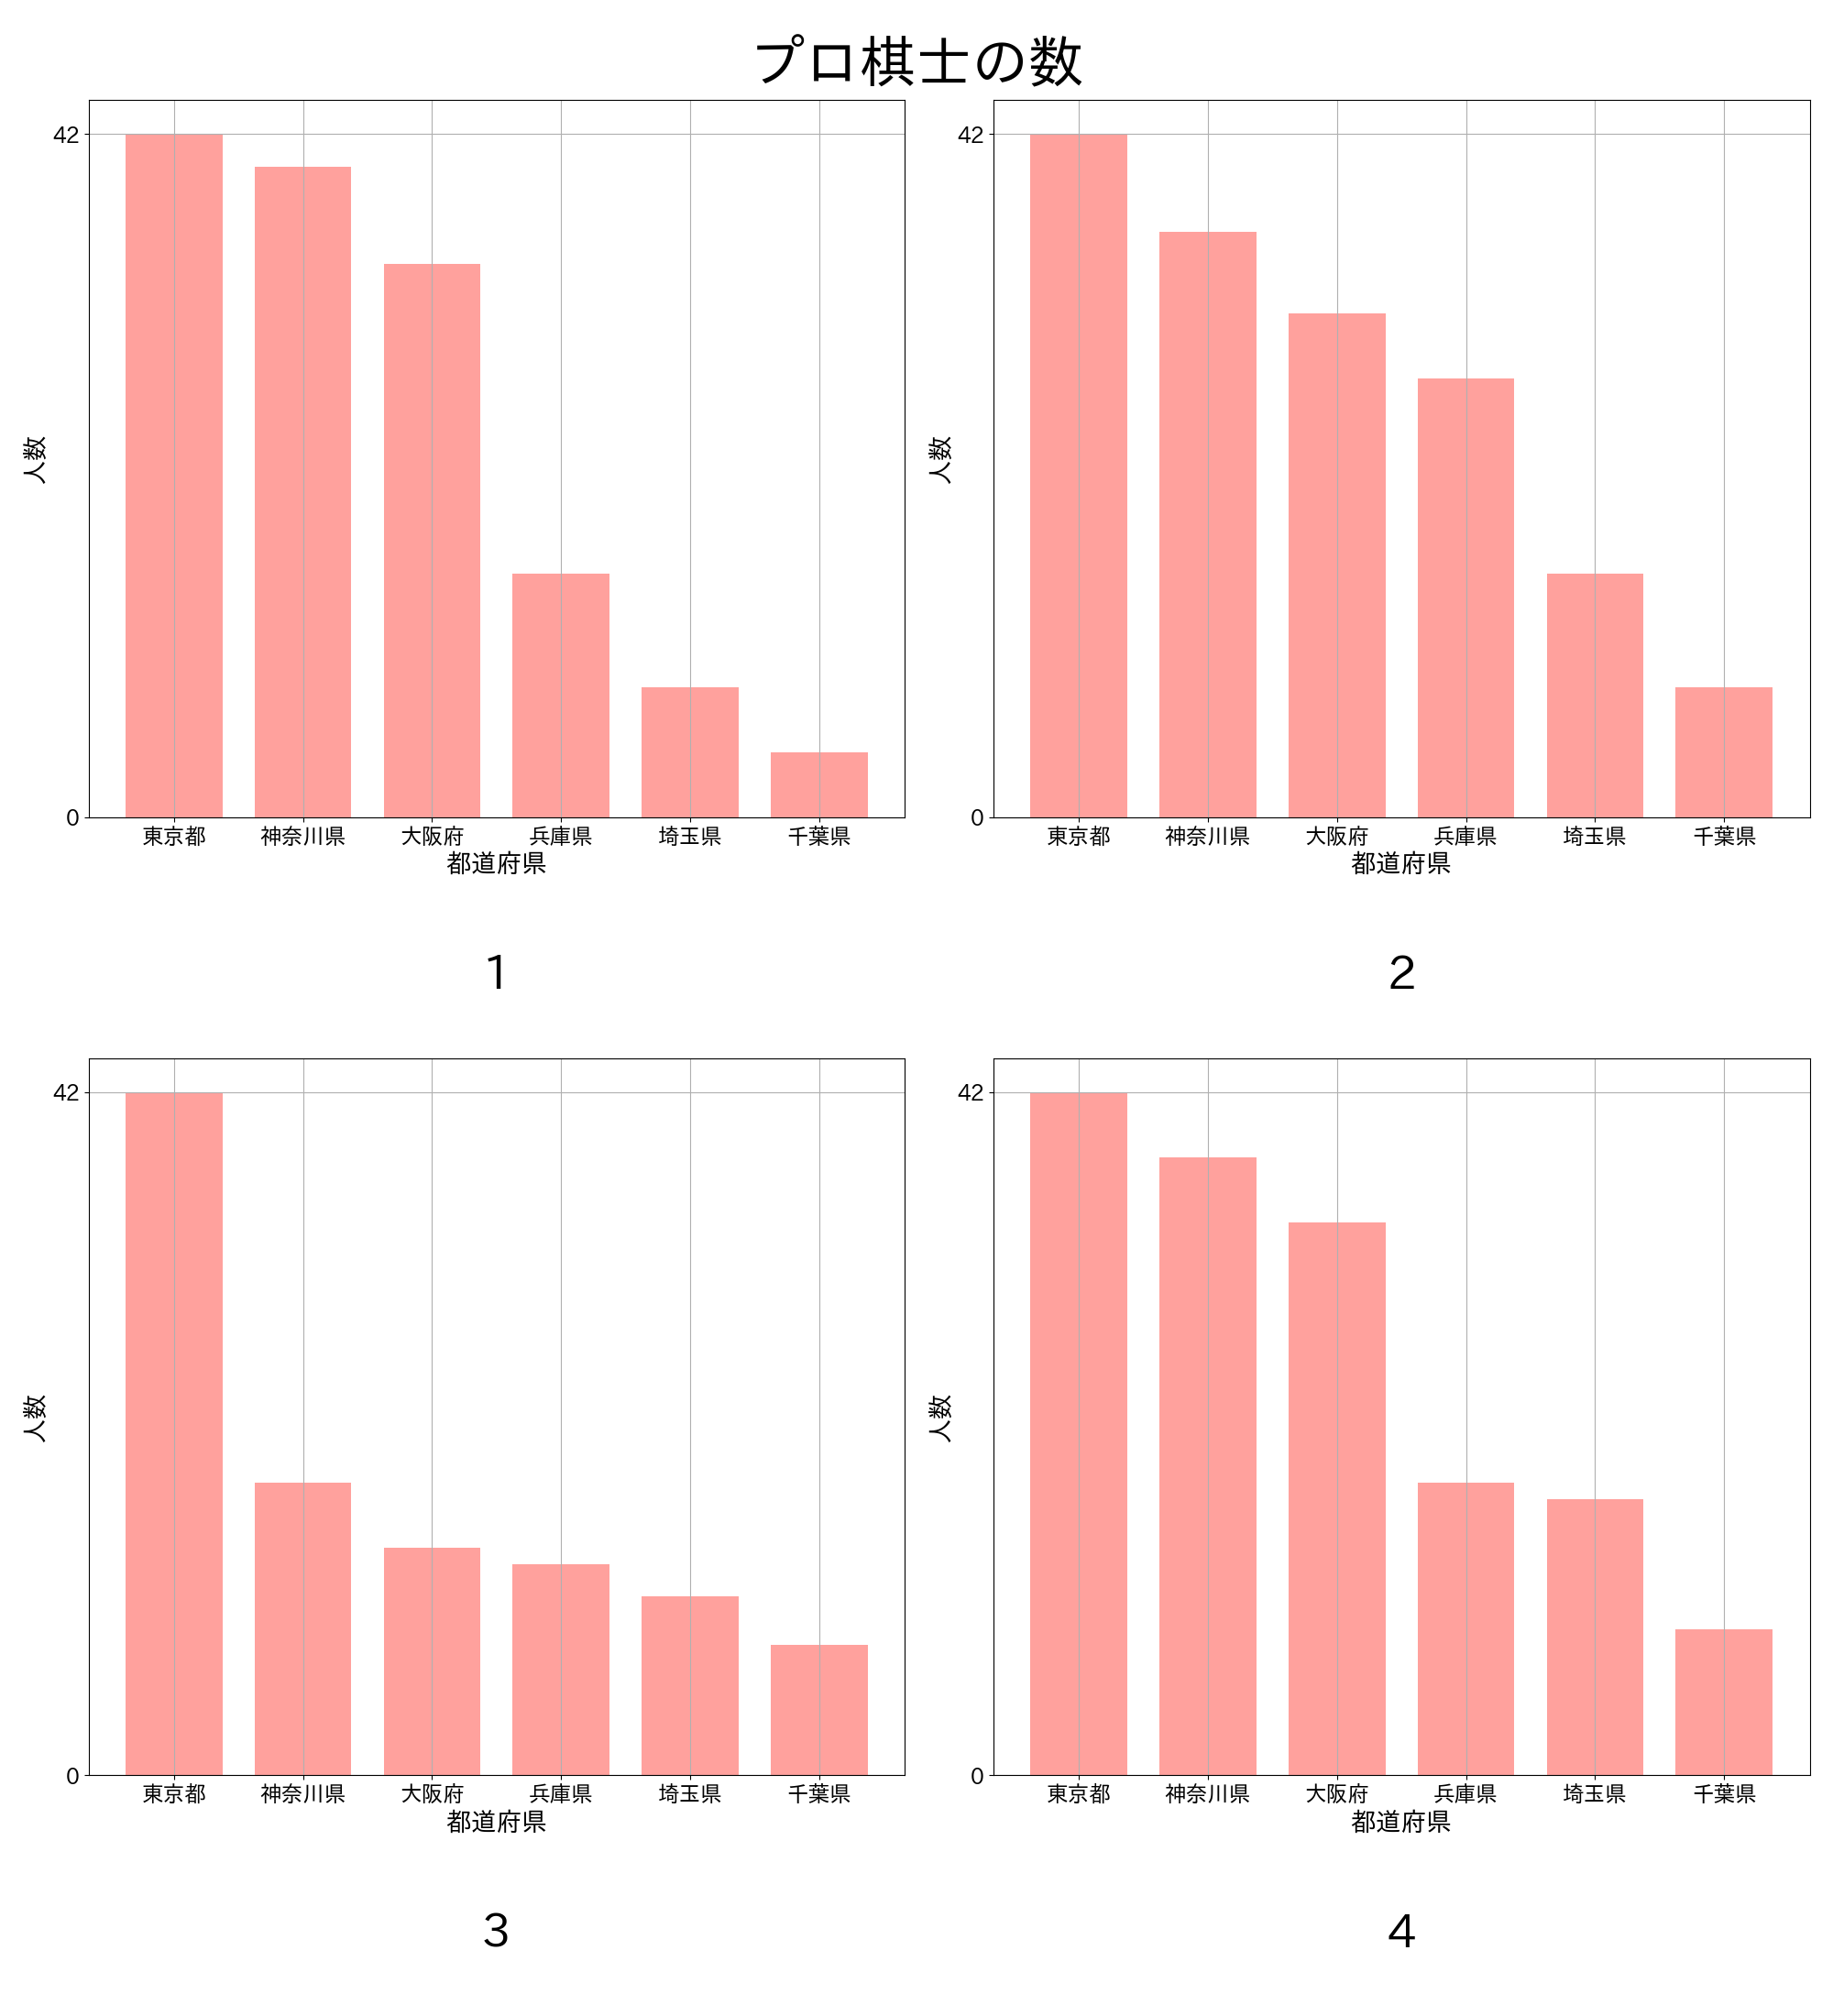 プロ棋士の数
42
0
人数
東京都 神奈川県 大阪府 兵庫県 埼玉県 千葉県
都道府県
1
42
0
人数
東京都 神奈川県 大阪府 兵庫県 埼玉県 千葉県
都道府県
2
42
0
人数
東京都 神奈川県 大阪府 兵庫県 埼玉県 千葉県
都道府県
3
42
0
人数
東京都 神奈川県 大阪府 兵庫県 埼玉県 千葉県
都道府県
4